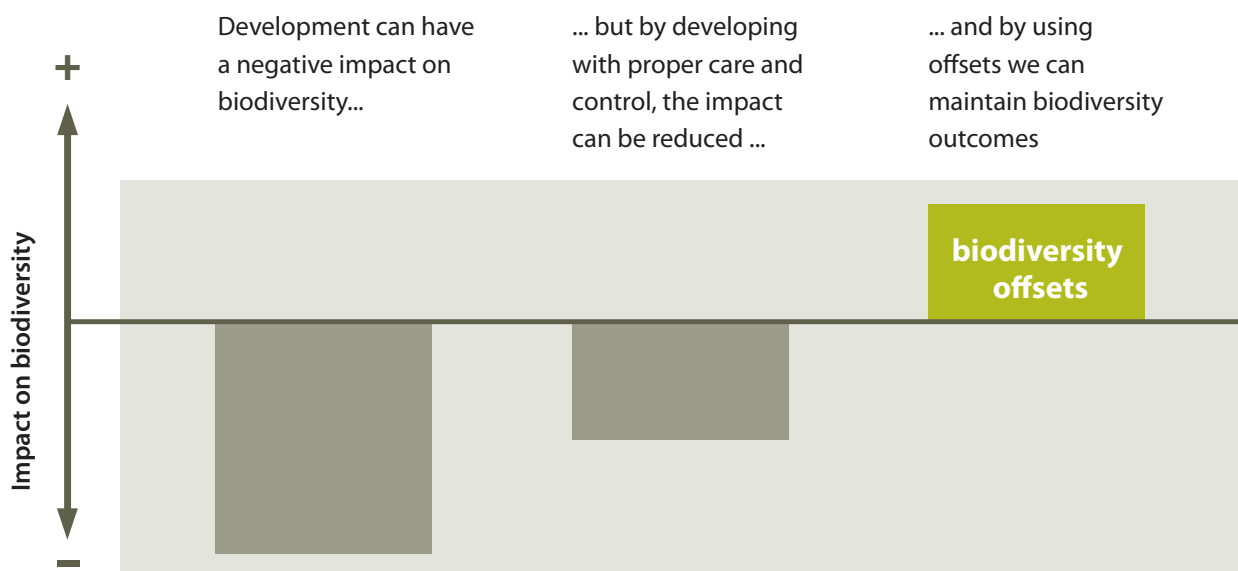 Development can have
a negative impact on
biodiversity...
... but by developing
with proper care and
control, the impact
can be reduced ...
... and by using
offsets we can
maintain biodiversity
outcomes
+
Impact on biodiversity
–
biodiversity
offsets